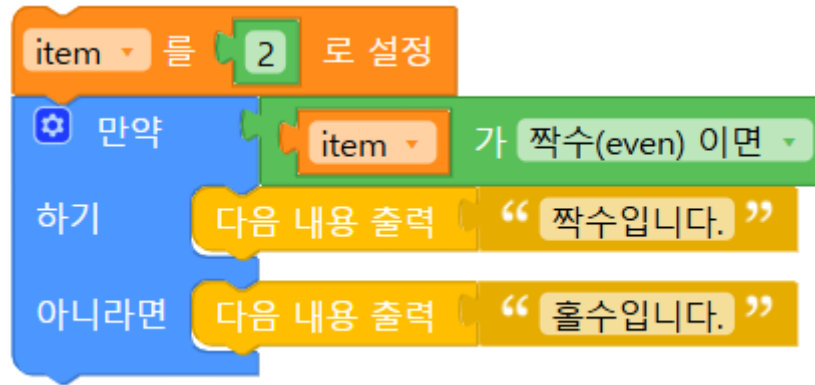 item 를 2 로 설정
만약 item 가 짝수(even) 이면
하기 다음 내용 출력 “ 짝수입니다. ”
아니라면 다음 내용 출력 “ 홀수입니다. ”